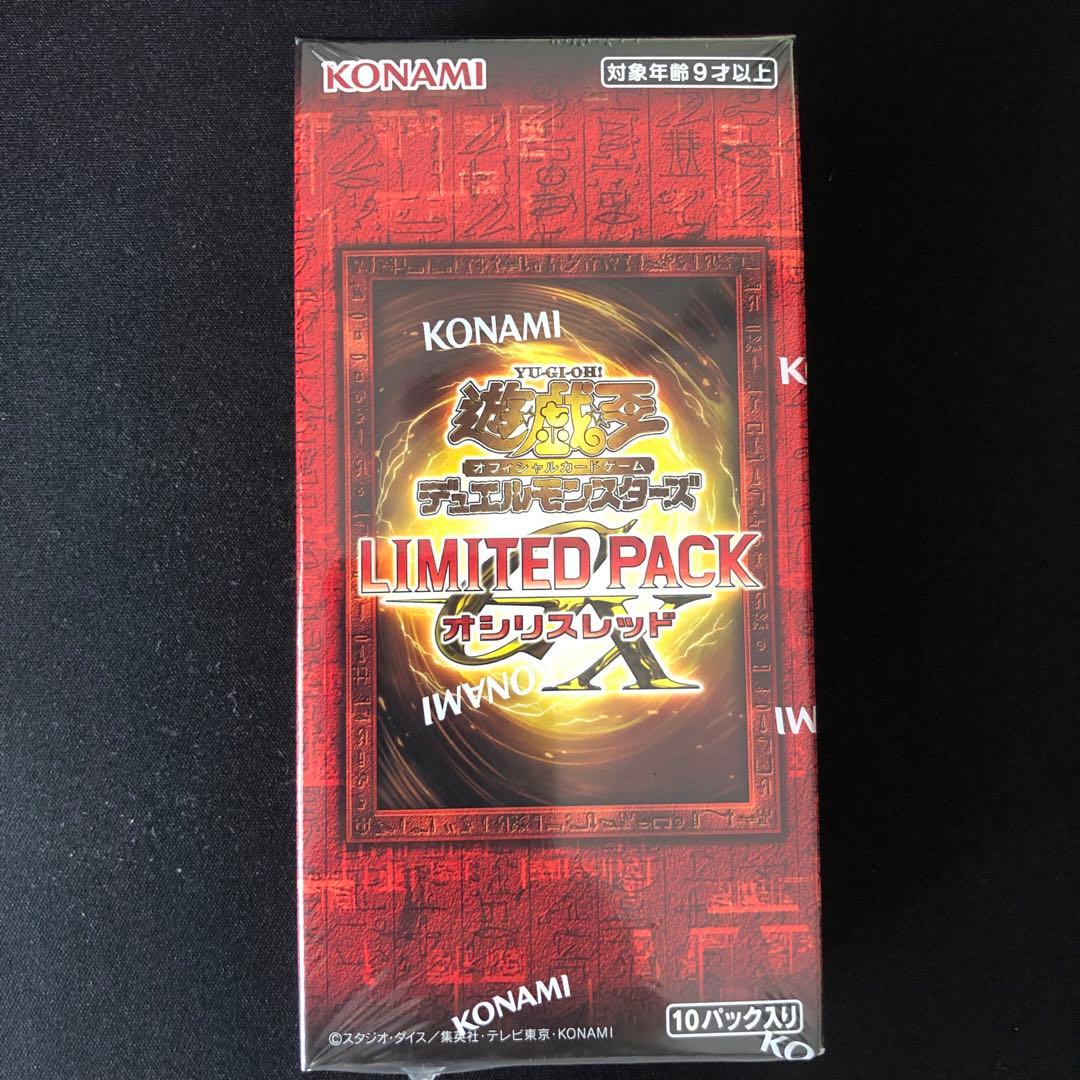 KONAMI
対象年齢9才以上
KONAMI
YU-GI-OH!
遊戯王
K
オフィシャルカードゲーム
デュエルモンスターズ
LIMITED PACK
GX
オシリスレッド
KONAMI
MI
KONAMI
10パック入り
©スタジオ・ダイス/集英社・テレビ東京・KONAMI
KO